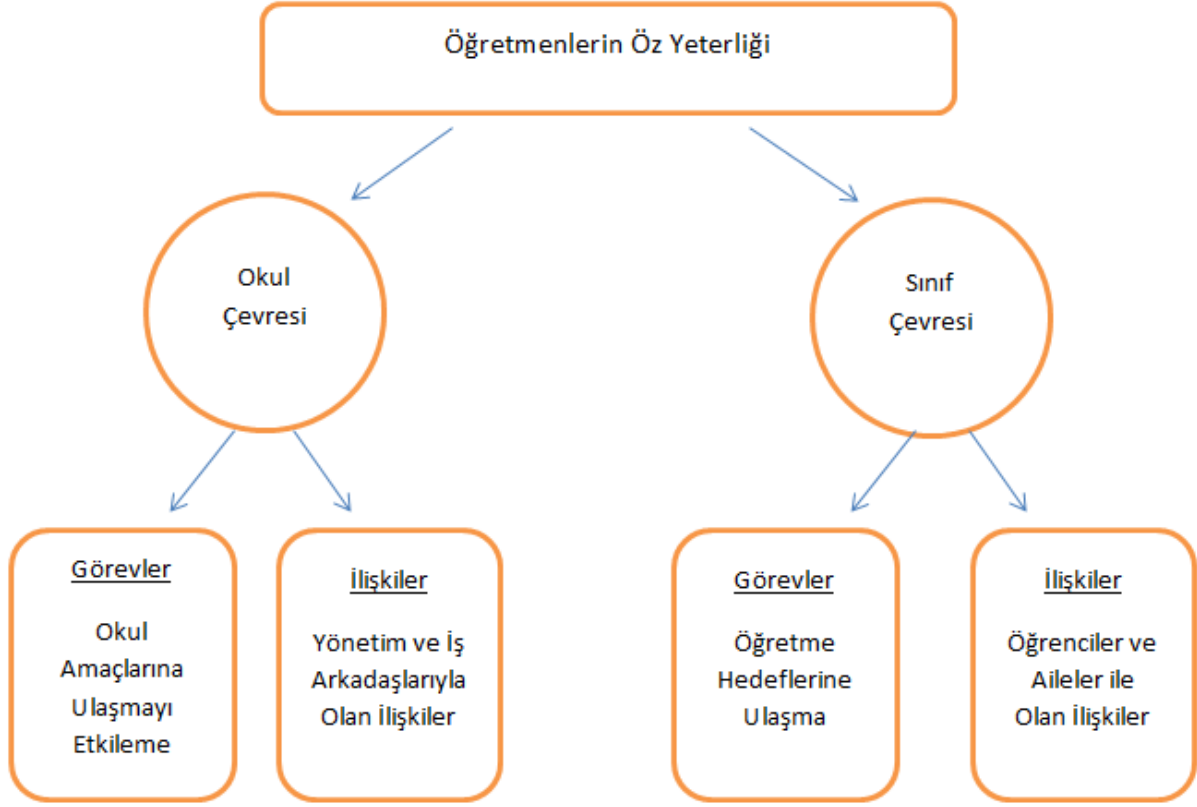 Öğretmenlerin Öz Yeterliği
Okul
Çevresi
Sınıf
Çevresi
Görevler
Okul
Amaçlarına
Ulaşmayı
Etkileme
İlişkiler
Yönetim ve İş
Arkadaşlarıyla
Olan İlişkiler
Görevler
Öğretme
Hedeflerine
Ulaşma
İlişkiler
Öğrenciler ve
Aileler ile
Olan İlişkiler